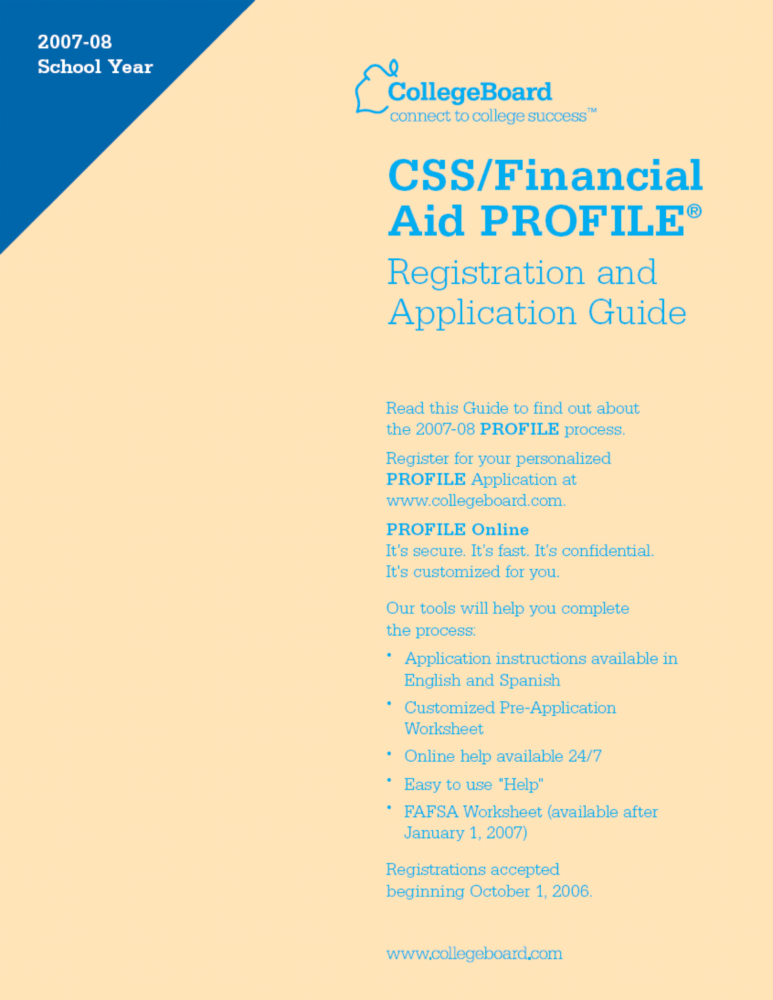 2007-08
School Year
CollegeBoard
connect to college success™
CSS/Financial
Aid PROFILE®
Registration and
Application Guide
Read this Guide to find out about
the 2007-08 PROFILE process.
Register for your personalized
PROFILE Application at
www.collegeboard.com.
PROFILE Online
It’s secure. It’s fast. It’s confidential.
It's customized for you.
Our tools will help you complete
the process:
• Application instructions available in
English and Spanish
• Customized Pre-Application
Worksheet
• Online help available 24/7
• Easy to use "Help"
• FAFSA Worksheet (available after
January 1, 2007)
Registrations accepted
beginning October 1, 2006.
www.collegeboard.com